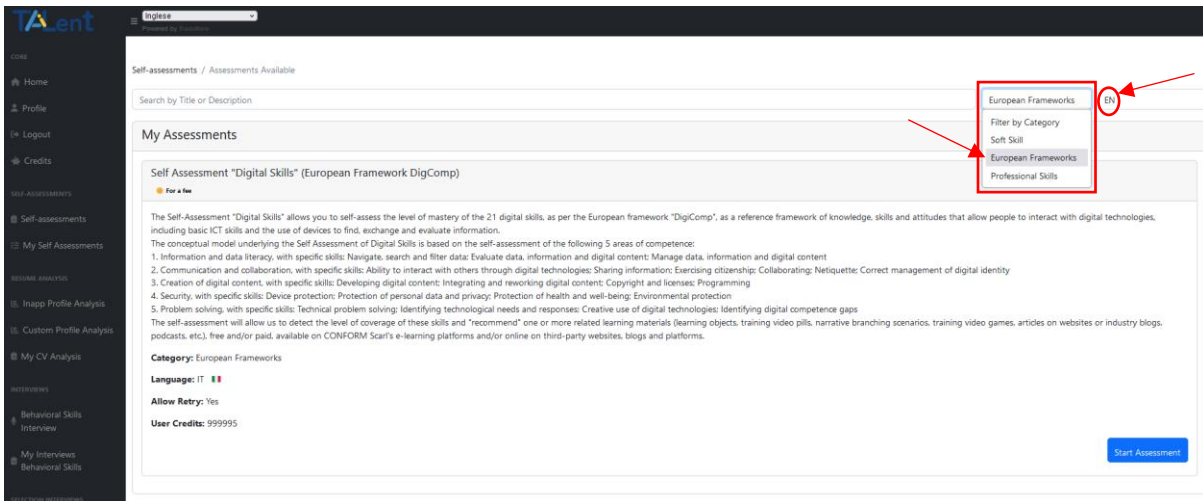 TALent
Inglese
Powered by
CORE
Home
Profile
Logout
Credits
SELF-ASSESSMENTS
Self-assessments
My Self Assessments
RESUME ANALYSIS
Inapp Profile Analysis
Custom Profile Analysis
My CV Analysis
INTERVIEWS
Behavioral Skills
Interview
My Interviews
Behavioral Skills
SELECTION INTERVIEWS
Self-assessments / Assessments Available
Search by Title or Description
European Frameworks
EN
Filter by Category
Soft Skill
European Frameworks
Professional Skills
My Assessments
Self Assessment "Digital Skills" (European Framework DigComp)
For a fee
The Self-Assessment "Digital Skills" allows you to self-assess the level of mastery of the 21 digital skills, as per the European framework "DigiComp", as a reference framework of knowledge, skills and attitudes that allow people to interact with digital technologies,
including basic ICT skills and the use of devices to find, exchange and evaluate information.
The conceptual model underlying the Self Assessment of Digital Skills is based on the self-assessment of the following 5 areas of competence:
1. Information and data literacy, with specific skills: Navigate, search and filter data; Evaluate data, information and digital content; Manage data, information and digital content
2. Communication and collaboration, with specific skills: Ability to interact with others through digital technologies; Sharing information; Exercising citizenship; Collaborating; Netiquette; Correct management of digital identity
3. Creation of digital content, with specific skills: Developing digital content; Integrating and reworking digital content; Copyright and licenses; Programming
4. Security, with specific skills: Device protection; Protection of personal data and privacy; Protection of health and well-being; Environmental protection
5. Problem solving, with specific skills: Technical problem solving; Identifying technological needs and responses; Creative use of digital technologies; Identifying digital competence gaps
The self-assessment will allow us to detect the level of coverage of these skills and "recommend" one or more related learning materials (learning objects, training video pills, narrative branching scenarios, training video games, articles on websites or industry blogs,
podcasts, etc.), free and/or paid, available on CONFORM Scarl's e-learning platforms and/or online on third-party websites, blogs and platforms.
Category: European Frameworks
Language: IT
Allow Retry: Yes
User Credits: 999995
Start Assessment